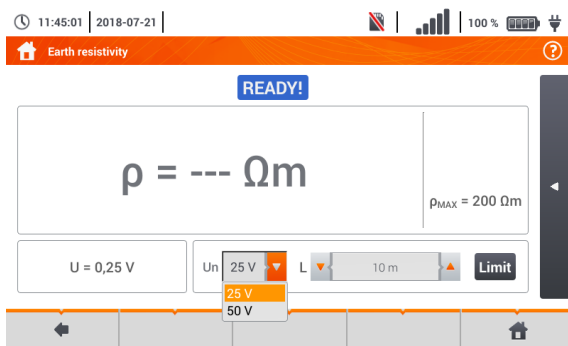 11:45:01 2018-07-21 100 %
Earth resistivity ?
READY!
ρ = --- Ωm
ρMAX = 200 Ωm
U = 0,25 V Un 25 V L 10 m Limit
25 V
50 V